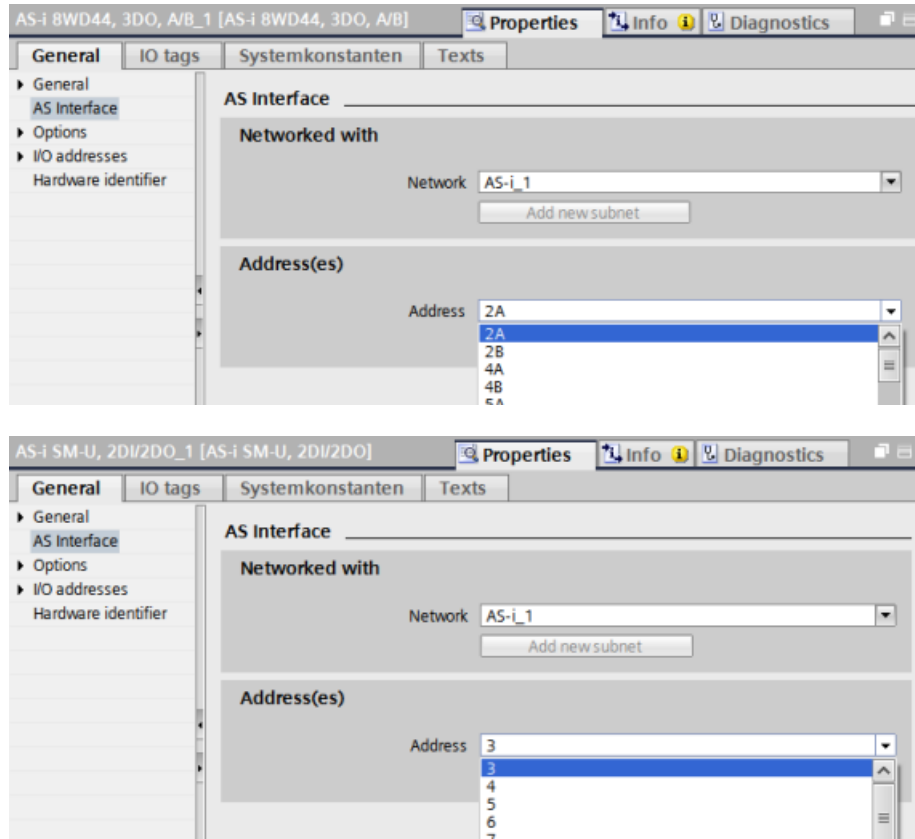 AS-i 8WD44, 3DO, A/B_1 [AS-i 8WD44, 3DO, A/B]
Properties
Info
Diagnostics
General
IO tags
Systemkonstanten
Texts
General
AS Interface
Options
I/O addresses
Hardware identifier
AS Interface
Networked with
Network AS-i_1
Add new subnet
Address(es)
Address 2A
2A
2B
4A
4B
5A
AS-i SM-U, 2DI/2DO_1 [AS-i SM-U, 2DI/2DO]
Properties
Info
Diagnostics
General
IO tags
Systemkonstanten
Texts
General
AS Interface
Options
I/O addresses
Hardware identifier
AS Interface
Networked with
Network AS-i_1
Add new subnet
Address(es)
Address 3
3
4
5
6
7